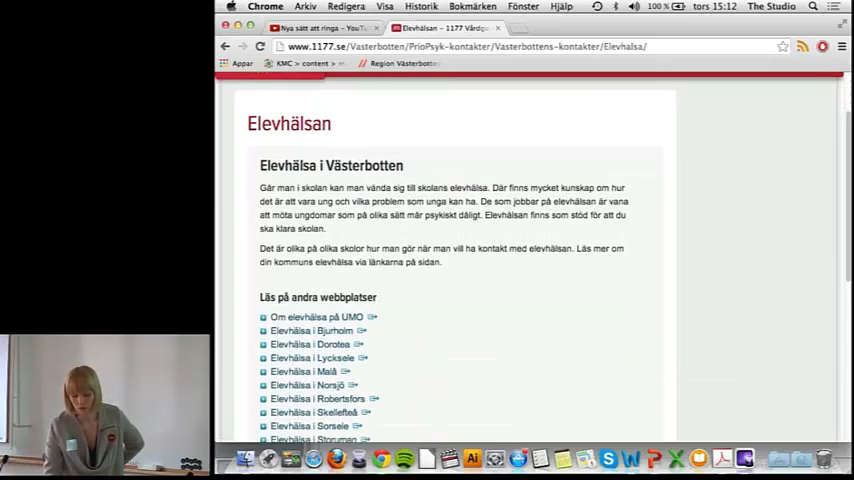 Chrome Arkiv Redigera Visa Historik Bokmärken Fönster Hjälp 100 % tors 15:12 The Studio
Nya sätt att ringa – YouT
Elevhälsan – 1177 Vårdgu
www.1177.se/Vasterbotten/PrioPsyk-kontakter/Vasterbottens-kontakter/Elevhalsa/
Appar KMC > content > m Region Västerbotten
Elevhälsan
Elevhälsa i Västerbotten
Går man i skolan kan man vända sig till skolans elevhälsa. Där finns mycket kunskap om hur
det är att vara ung och vilka problem som unga kan ha. De som jobbar på elevhälsan är vana
att möta ungdomar som på olika sätt mår psykiskt dåligt. Elevhälsan finns som stöd för att du
ska klara skolan.
Det är olika på olika skolor hur man gör när man vill ha kontakt med elevhälsan. Läs mer om
din kommuns elevhälsa via länkarna på sidan.
Läs på andra webbplatser
Om elevhälsa på UMO
Elevhälsa i Bjurholm
Elevhälsa i Dorotea
Elevhälsa i Lycksele
Elevhälsa i Malå
Elevhälsa i Norsjö
Elevhälsa i Robertsfors
Elevhälsa i Skellefteå
Elevhälsa i Sorsele
Elevhälsa i Storuman